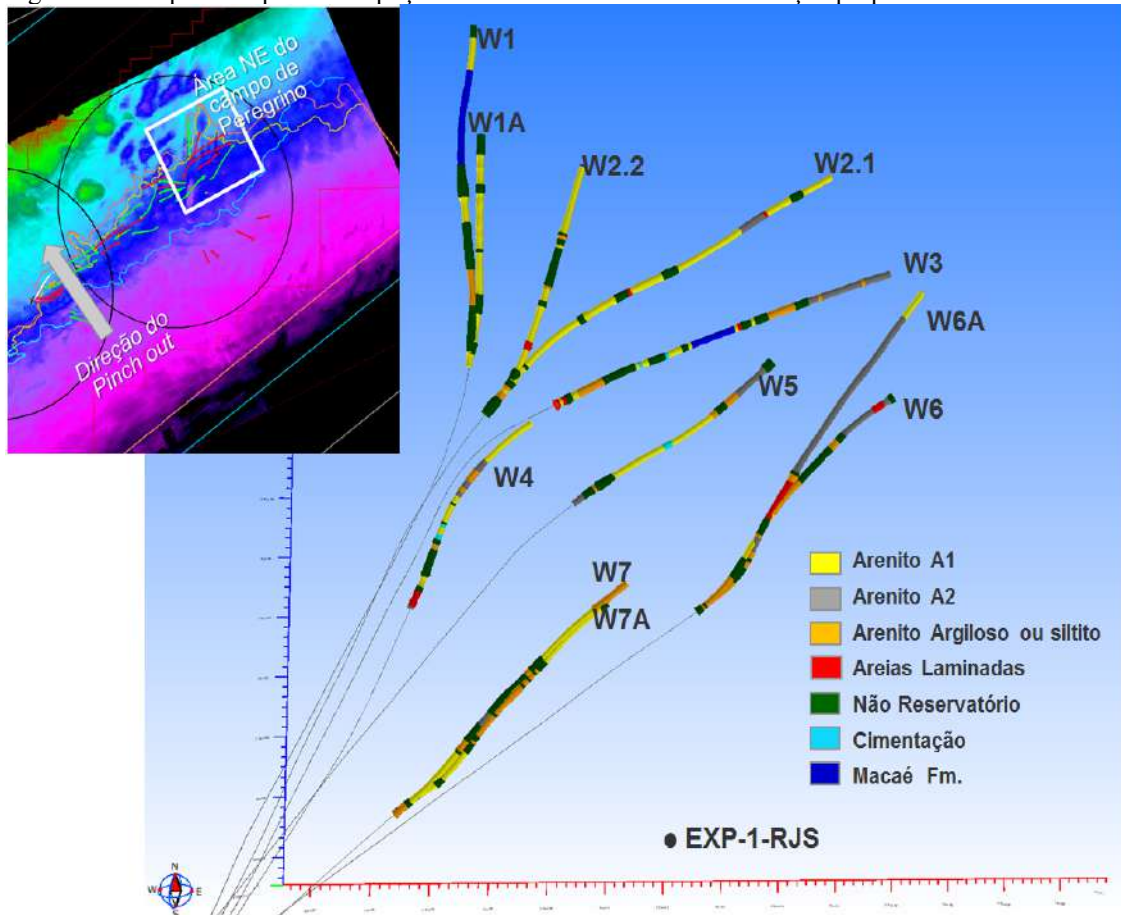 Área NE do
campo de
Peregrino
Direção do
Pinch out
W1
W1A
W2.2
W2.1
W3
W6A
W5
W6
W4
W7
W7A
Arenito A1
Arenito A2
Arenito Argiloso ou siltito
Areias Laminadas
Não Reservatório
Cimentação
Macaé Fm.
EXP-1-RJS
N
W
E
S